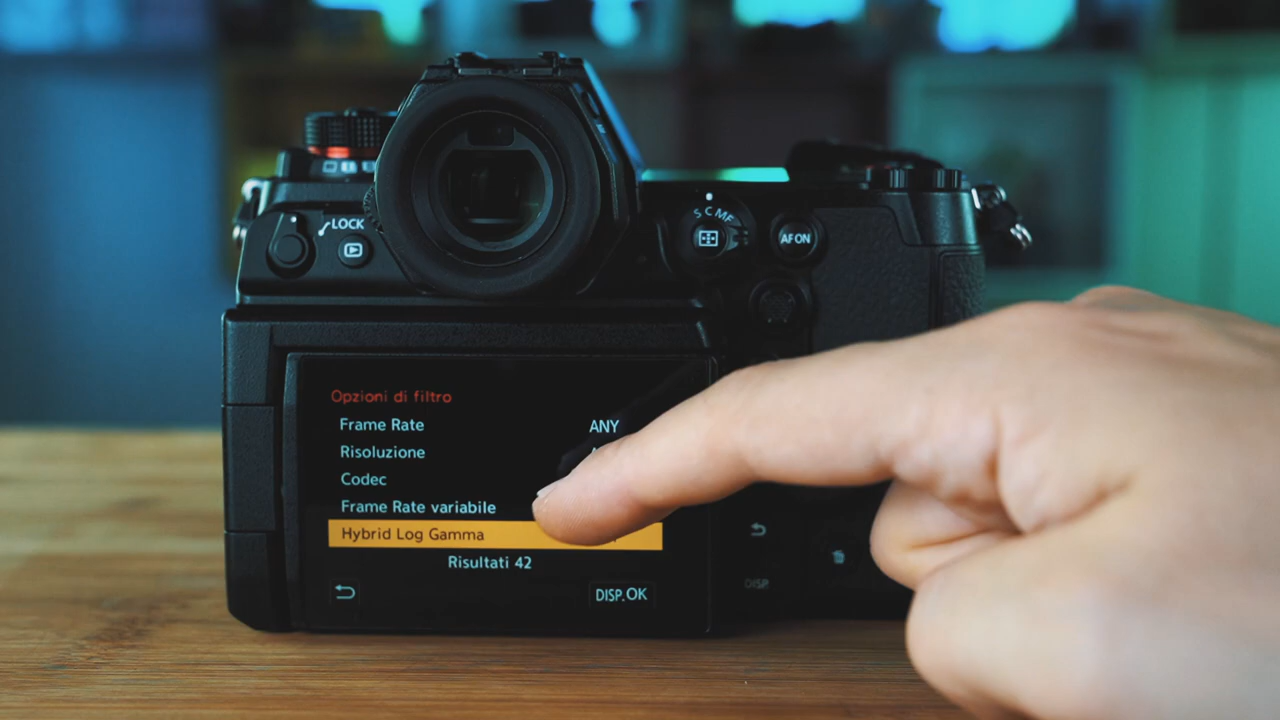 LOCK
S C MF
AF ON
Opzioni di filtro
Frame Rate ANY
Risoluzione
Codec
Frame Rate variabile
Hybrid Log Gamma
Risultati 42
DISP.OK
DISP